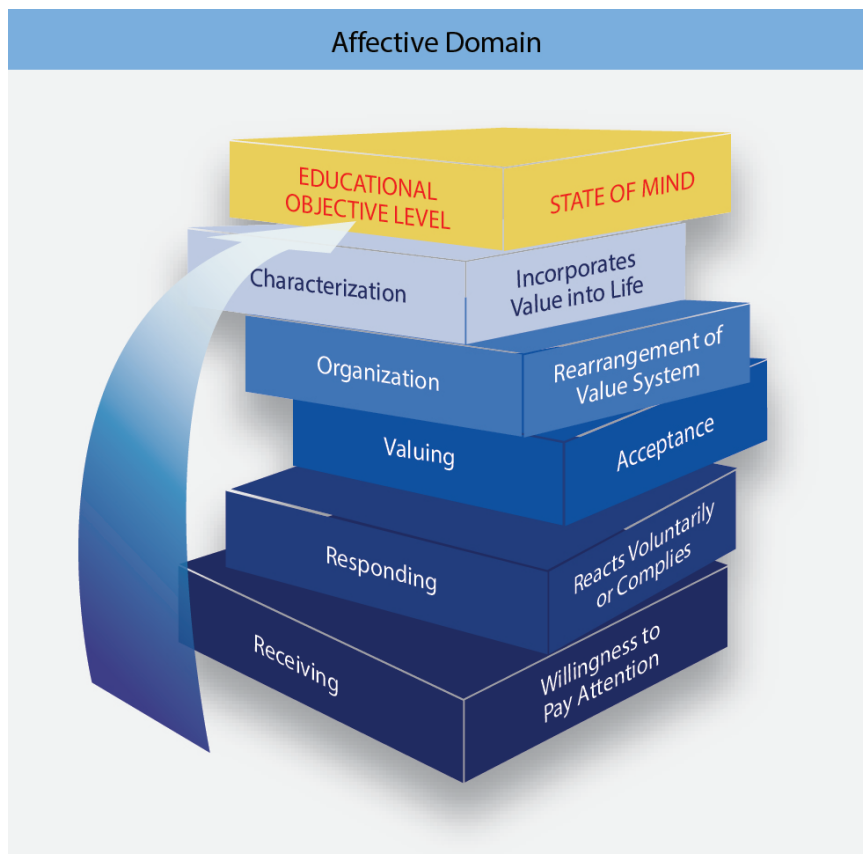 Affective Domain
EDUCATIONAL
OBJECTIVE LEVEL
STATE OF MIND
Characterization
Incorporates
Value into Life
Organization
Rearrangement of
Value System
Valuing
Acceptance
Responding
Reacts Voluntarily
or Complies
Receiving
Willingness to
Pay Attention